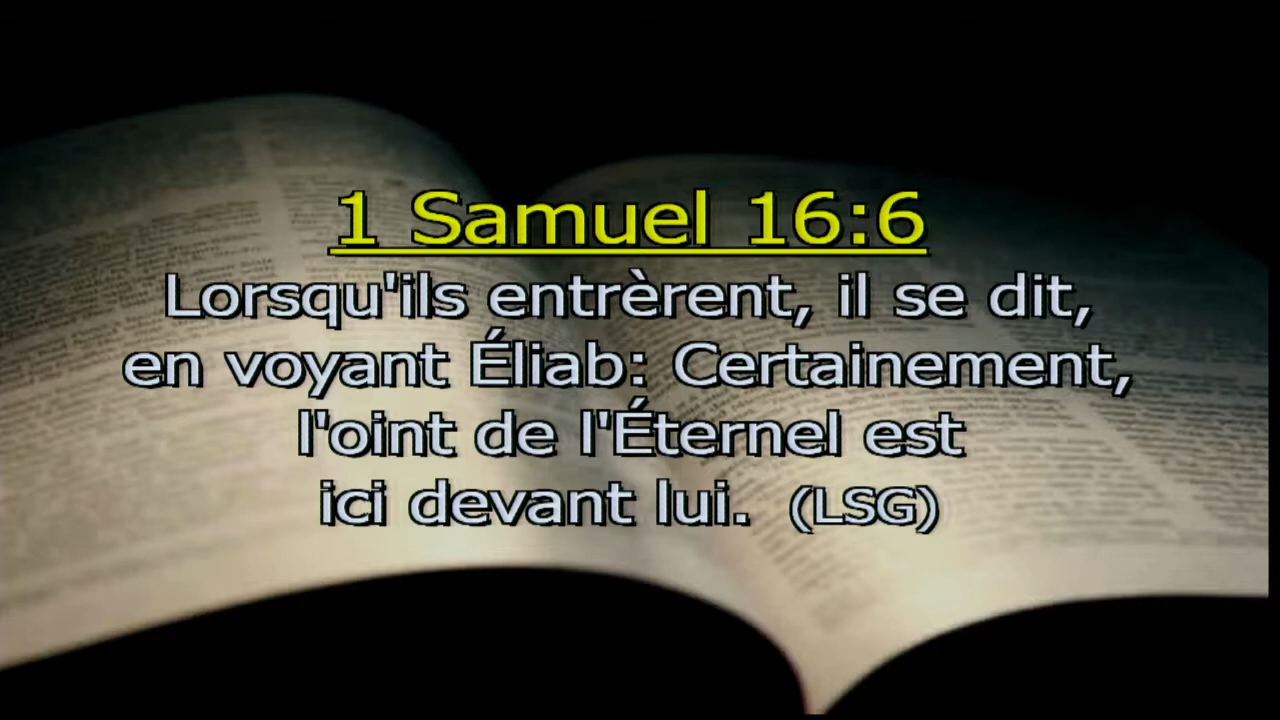 1 Samuel 16:6
Lorsqu'ils entrèrent, il se dit,
en voyant Éliab: Certainement,
l'oint de l'Éternel est
ici devant lui. (LSG)